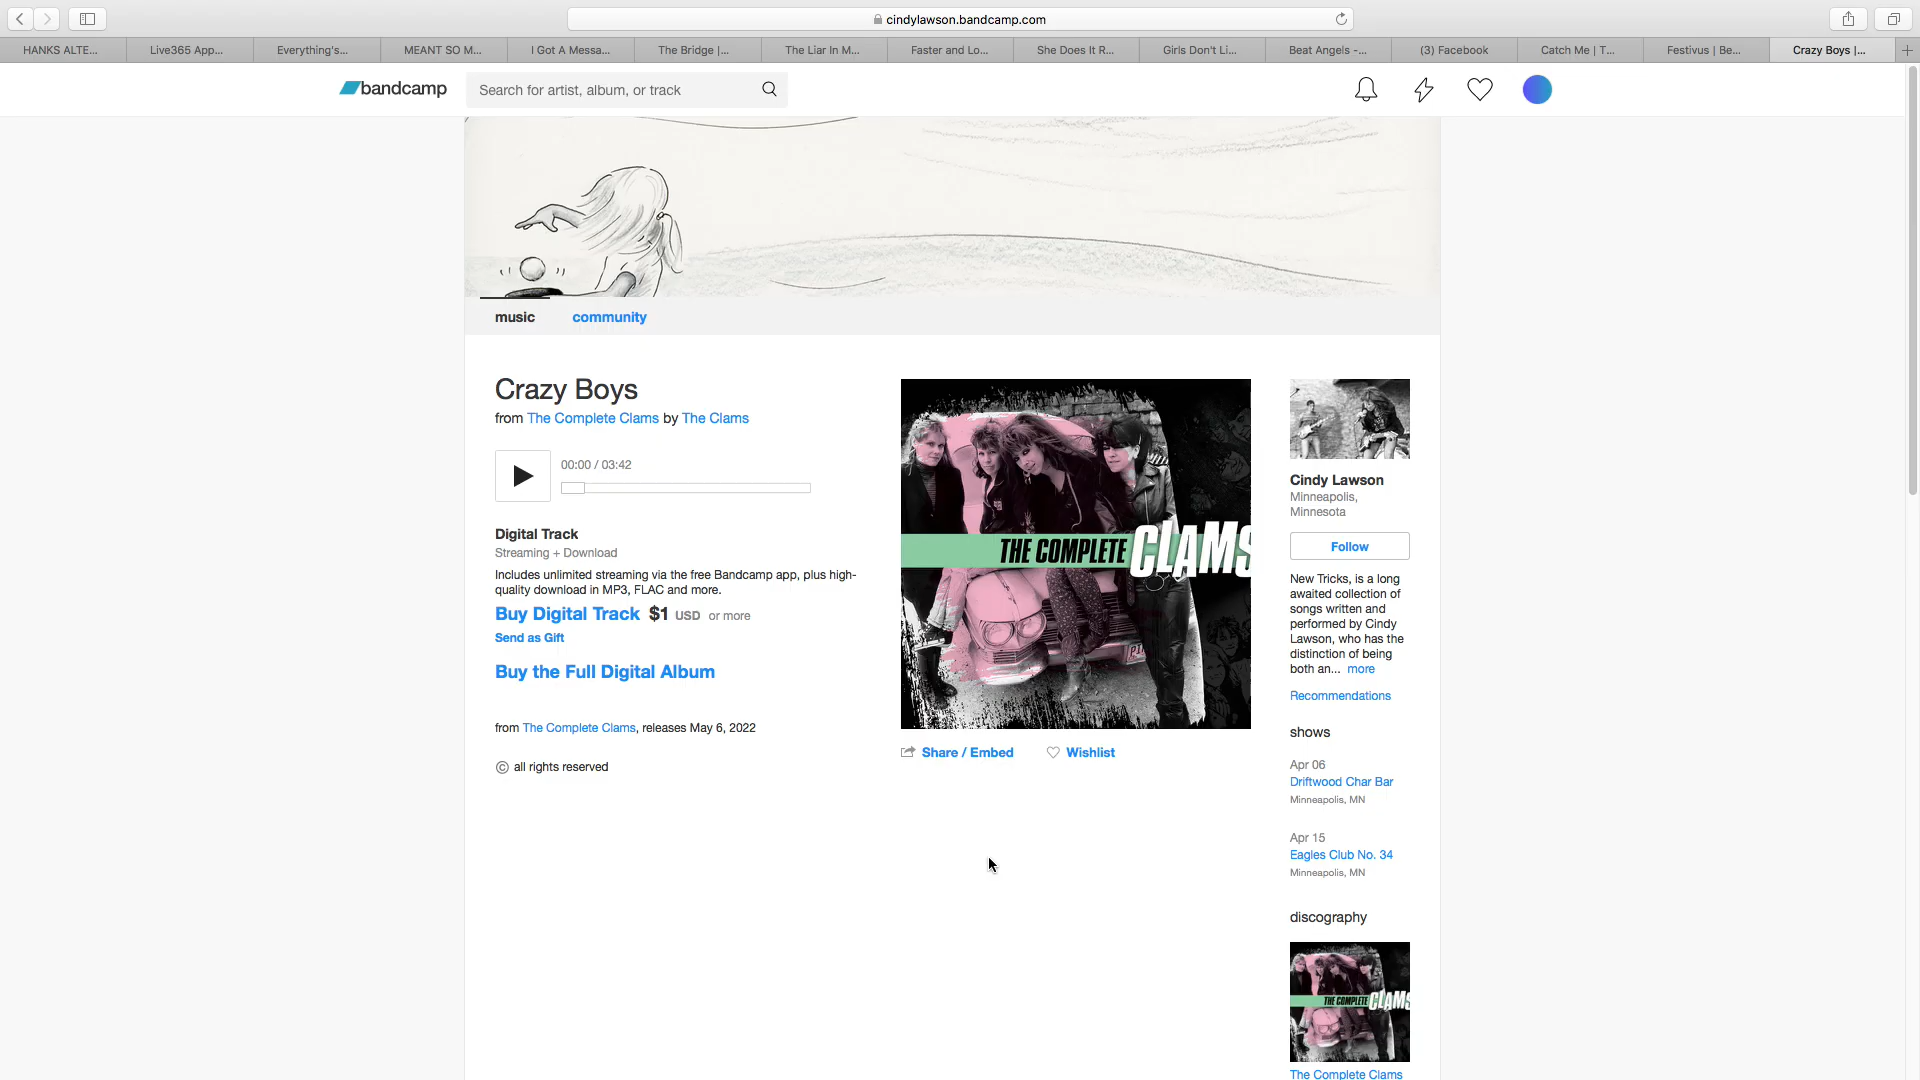 cindylawson.bandcamp.com
HANKS ALTE...
Live365 App...
Everything's...
MEANT SO M...
I Got A Messa...
The Bridge |...
The Liar In M...
Faster and Lo...
She Does It R...
Girls Don't Li...
Beat Angels -...
(3) Facebook
Catch Me | T...
Festivus | Be...
Crazy Boys |...
bandcamp
Search for artist, album, or track
music
community
Crazy Boys
from The Complete Clams by The Clams
00:00 / 03:42
Digital Track
Streaming + Download
Includes unlimited streaming via the free Bandcamp app, plus high-
quality download in MP3, FLAC and more.
Buy Digital Track $1 USD or more
Send as Gift
Buy the Full Digital Album
from The Complete Clams, releases May 6, 2022
© all rights reserved
THE COMPLETE CLAMS
Share / Embed
Wishlist
Cindy Lawson
Minneapolis,
Minnesota
Follow
New Tricks, is a long
awaited collection of
songs written and
performed by Cindy
Lawson, who has the
distinction of being
both an... more
Recommendations
shows
Apr 06
Driftwood Char Bar
Minneapolis, MN
Apr 15
Eagles Club No. 34
Minneapolis, MN
discography
THE COMPLETE CLAMS
The Complete Clams